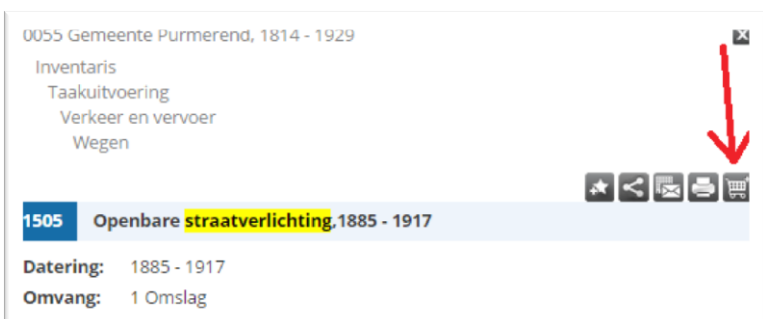 0055 Gemeente Purmerend, 1814 - 1929
Inventaris
Taakuitvoering
Verkeer en vervoer
Wegen
1505 Openbare straatverlichting,1885 - 1917
Datering: 1885 - 1917
Omvang: 1 Omslag